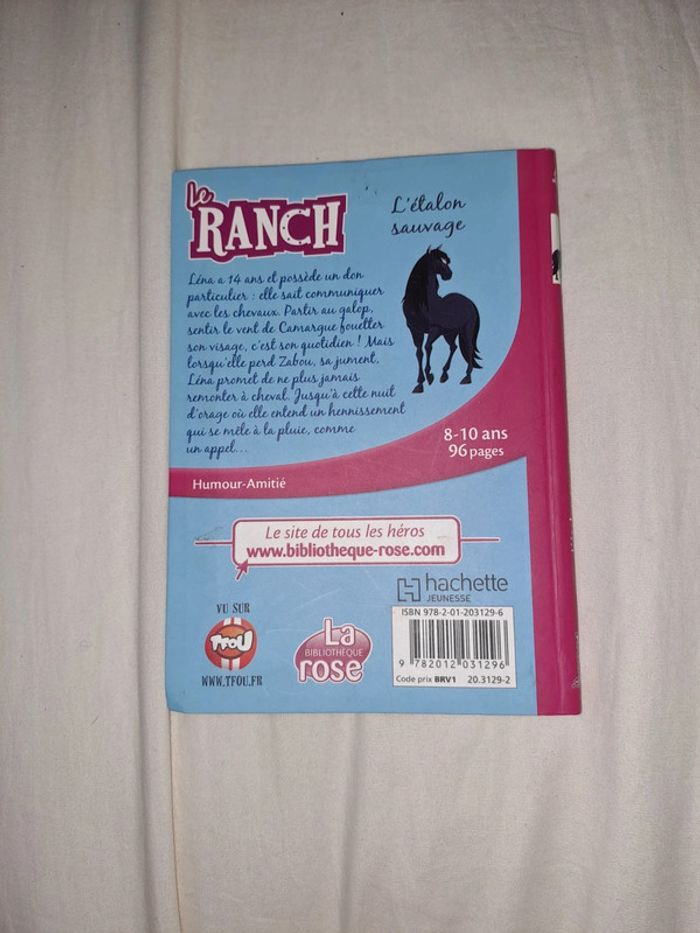 Le
RANCH
L'étalon
sauvage
Léna a 14 ans et possède un don
particulier : elle sait communiquer
avec les chevaux. Partir au galop,
sentir le vent de Camargue fouetter
son visage, c'est son quotidien ! Mais
lorsqu'elle perd Zabou, sa jument,
Léna promet de ne plus jamais
remonter à cheval. Jusqu'à cette nuit
d'orage où elle entend un hennissement
qui se mêle à la pluie, comme
un appel...
8-10 ans
96 pages
Humour-Amitié
Le site de tous les héros
www.bibliotheque-rose.com
hachette
JEUNESSE
ISBN 978-2-01-203129-6
9 782012 031296
Code prix BRV1 20.3129-2
VU SUR
TFOU
WWW.TFOU.FR
La
BIBLIOTHÈQUE
rose